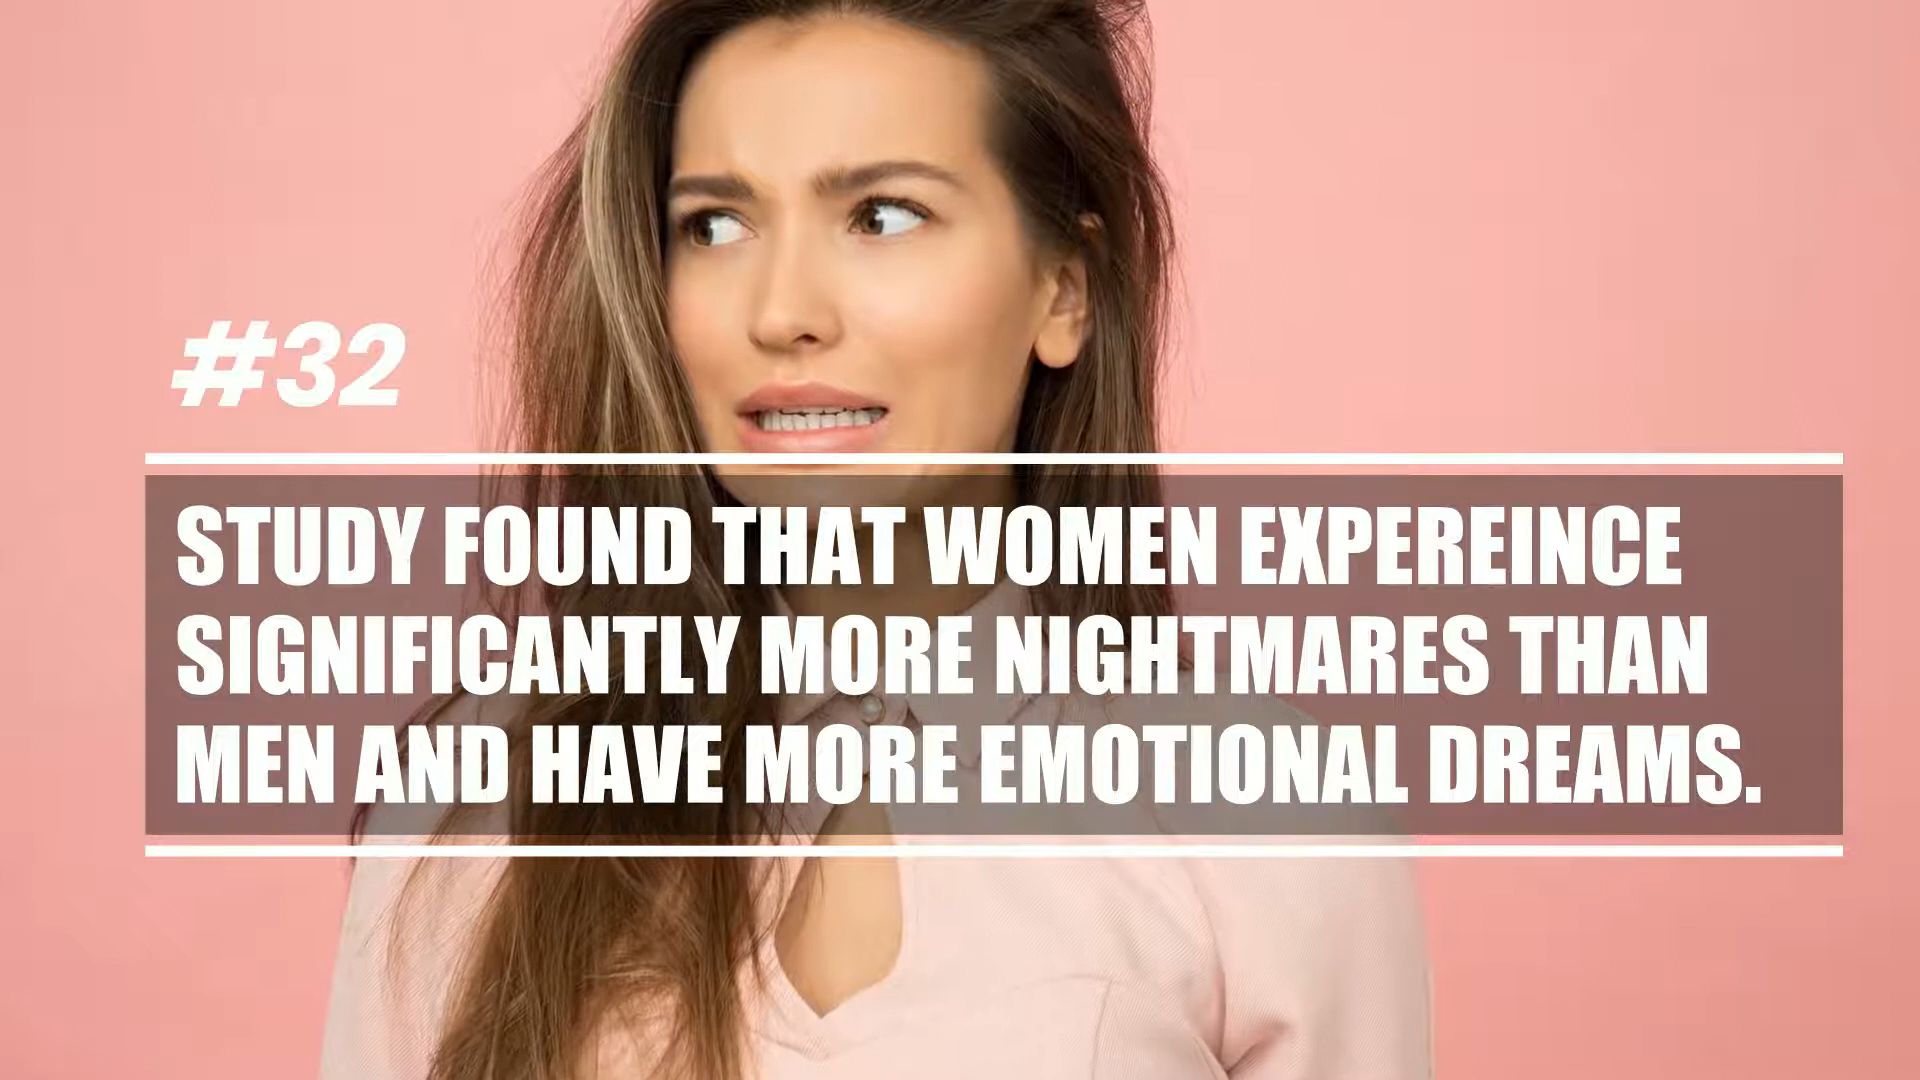 #32
STUDY FOUND THAT WOMEN EXPEREINCE
SIGNIFICANTLY MORE NIGHTMARES THAN
MEN AND HAVE MORE EMOTIONAL DREAMS.